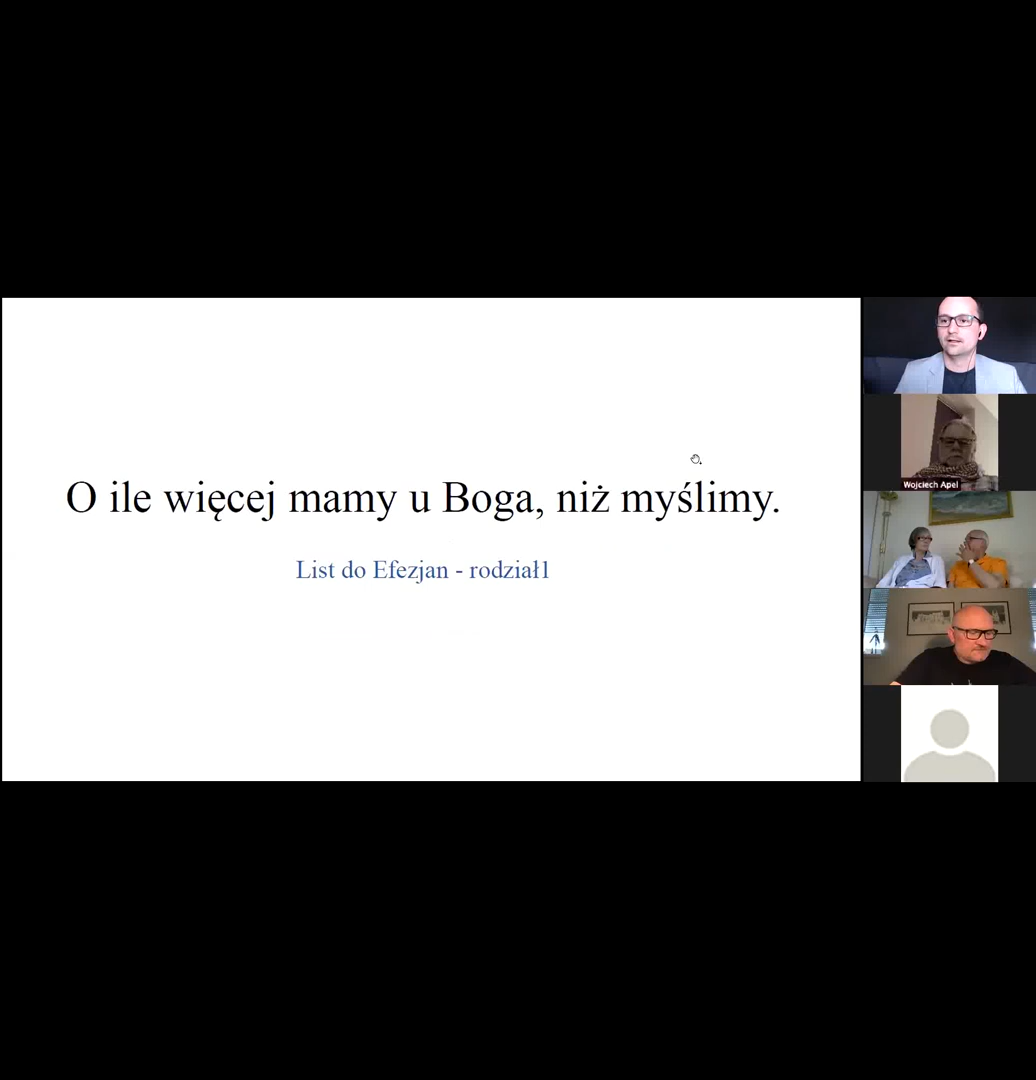 O ile więcej mamy u Boga, niż myślimy.
List do Efezjan - rodział1
Wojciech Apel